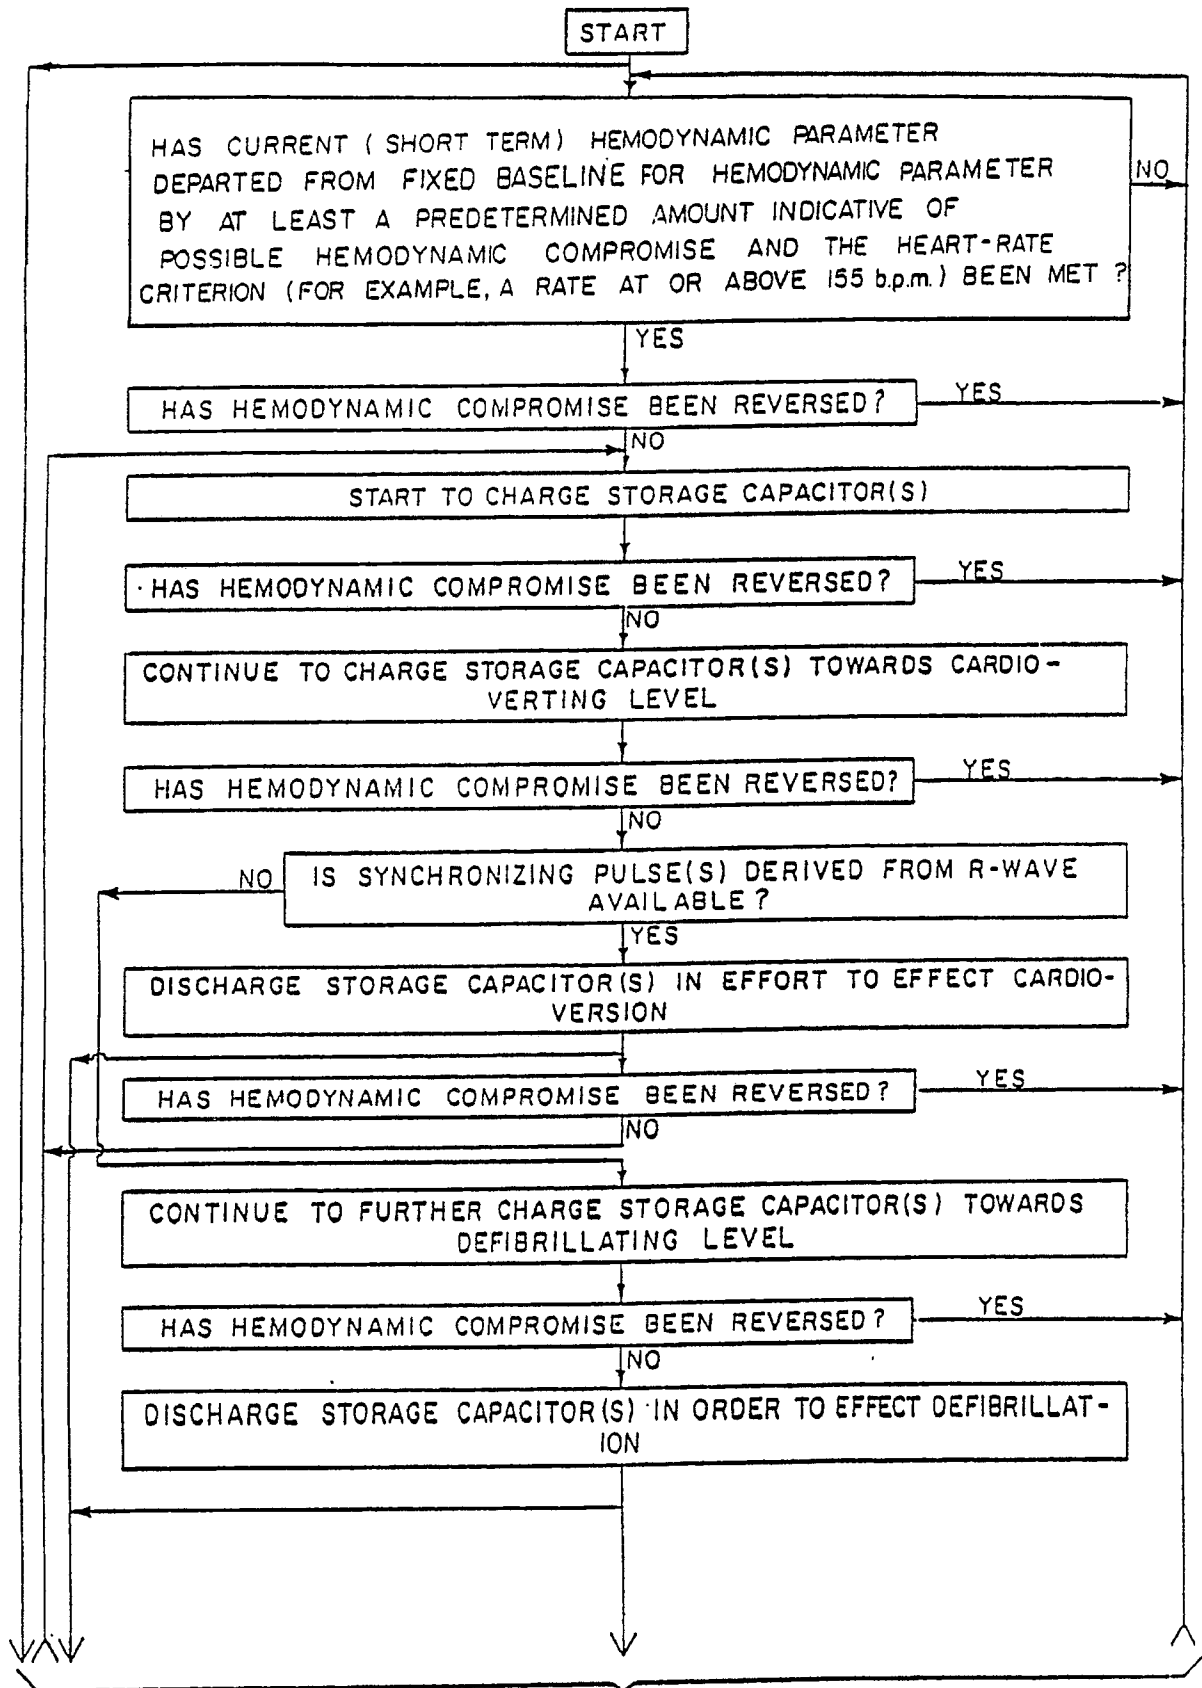 START
HAS CURRENT ( SHORT TERM ) HEMODYNAMIC PARAMETER
DEPARTED FROM FIXED BASELINE FOR HEMODYNAMIC PARAMETER
BY AT LEAST A PREDETERMINED AMOUNT INDICATIVE OF
POSSIBLE HEMODYNAMIC COMPROMISE AND THE HEART-RATE
CRITERION (FOR EXAMPLE, A RATE AT OR ABOVE 155 b.p.m.) BEEN MET ?
NO
YES
HAS HEMODYNAMIC COMPROMISE BEEN REVERSED?
YES
NO
START TO CHARGE STORAGE CAPACITOR(S)
HAS HEMODYNAMIC COMPROMISE BEEN REVERSED?
YES
NO
CONTINUE TO CHARGE STORAGE CAPACITOR(S) TOWARDS CARDIO-
VERTING LEVEL
HAS HEMODYNAMIC COMPROMISE BEEN REVERSED?
YES
NO
NO
IS SYNCHRONIZING PULSE(S) DERIVED FROM R-WAVE
AVAILABLE?
YES
DISCHARGE STORAGE CAPACITOR(S) IN EFFORT TO EFFECT CARDIO-
VERSION
HAS HEMODYNAMIC COMPROMISE BEEN REVERSED?
YES
NO
CONTINUE TO FURTHER CHARGE STORAGE CAPACITOR(S) TOWARDS
DEFIBRILLATING LEVEL
HAS HEMODYNAMIC COMPROMISE BEEN REVERSED?
YES
NO
DISCHARGE STORAGE CAPACITOR(S) IN ORDER TO EFFECT DEFIBRILLAT-
ION